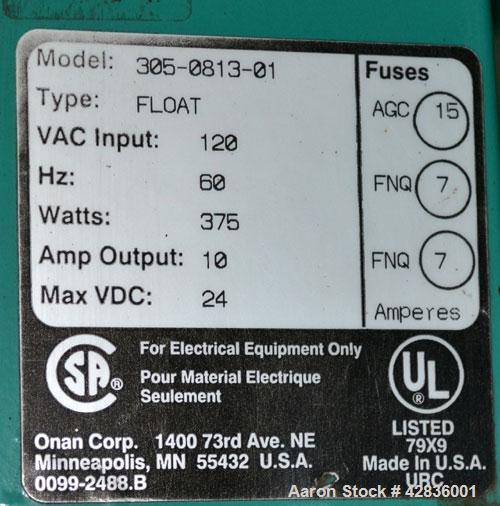 Model: 305-0813-01
Type: FLOAT
VAC Input: 120
Hz: 60
Watts: 375
Amp Output: 10
Max VDC: 24
Fuses
AGC 15
FNQ 7
FNQ 7
Amperes
SA ®
For Electrical Equipment Only
Pour Material Electrique
Seulement
Onan Corp. 1400 73rd Ave. NE
Minneapolis, MN 55432 U.S.A.
0099-2488.B
UL ®
LISTED
79X9
Made in U.S.A.
URC
Aaron Stock # 42836001